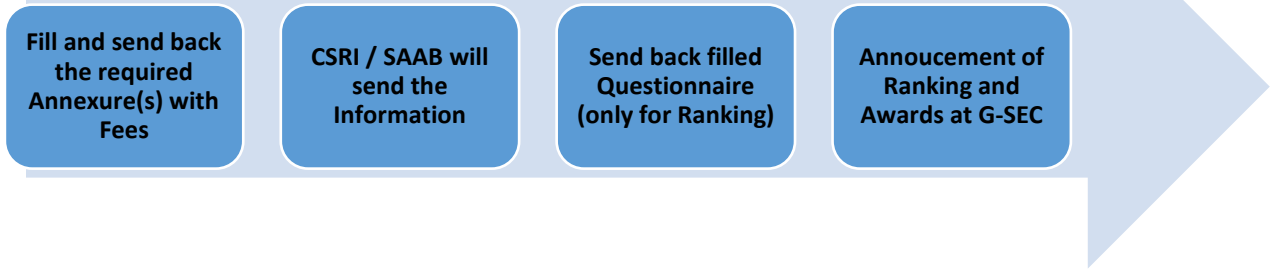 Fill and send back
the required
Annexure(s) with
Fees
CSRI / SAAB will
send the
Information
Send back filled
Questionnaire
(only for Ranking)
Annoucement of
Ranking and
Awards at G-SEC